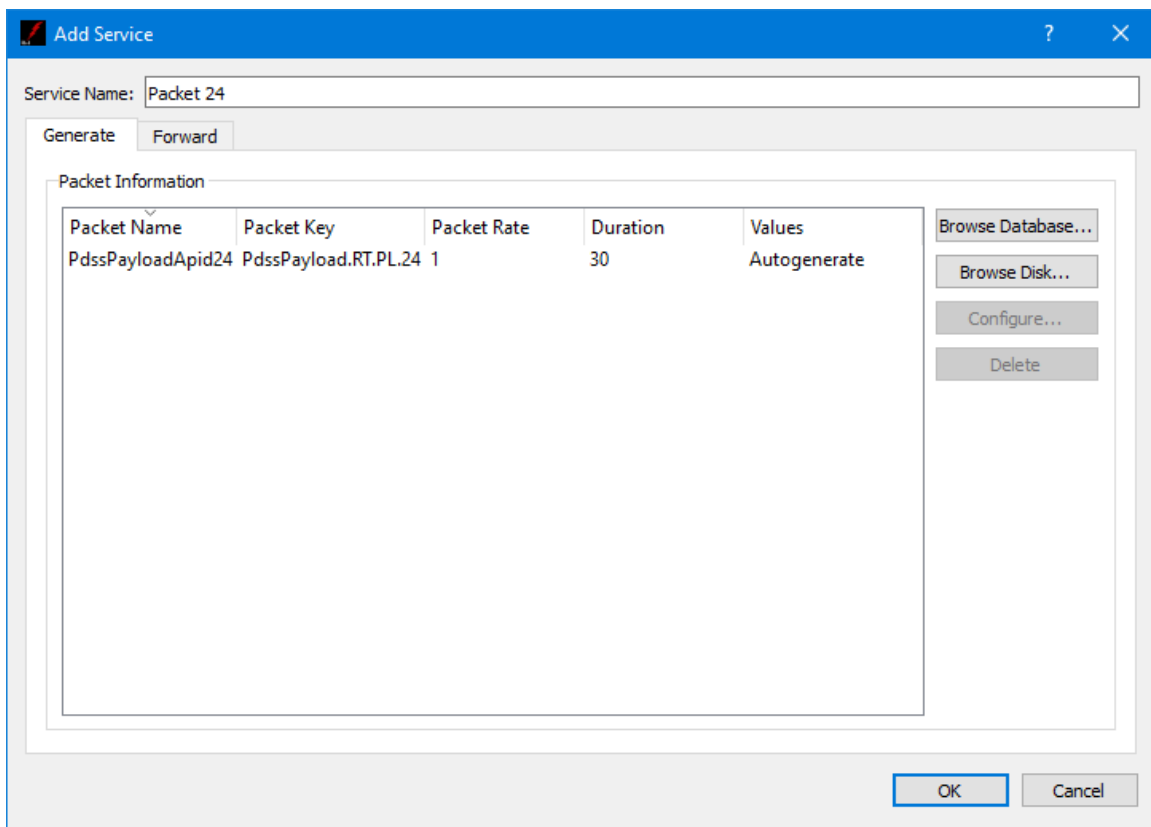 Add Service
Service Name: Packet 24
Generate Forward
Packet Information
Packet Name Packet Key Packet Rate Duration Values
PdssPayloadApid24 PdssPayload.RT.PL.24 1 30 Autogenerate
Browse Database...
Browse Disk...
Configure...
Delete
OK Cancel